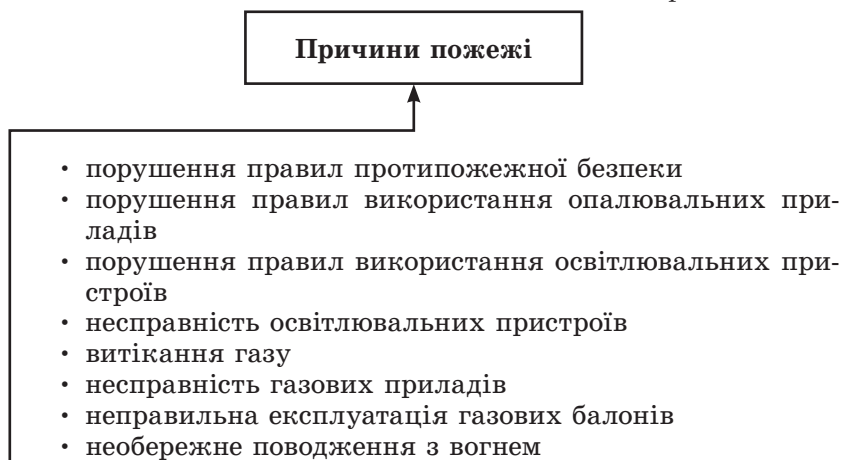 Причини пожежі
· порушення правил протипожежної безпеки
· порушення правил використання опалювальних при-
ладів
· порушення правил використання освітлювальних при-
строїв
· несправність освітлювальних пристроїв
· витікання газу
· несправність газових приладів
· неправильна експлуатація газових балонів
· необережне поводження з вогнем